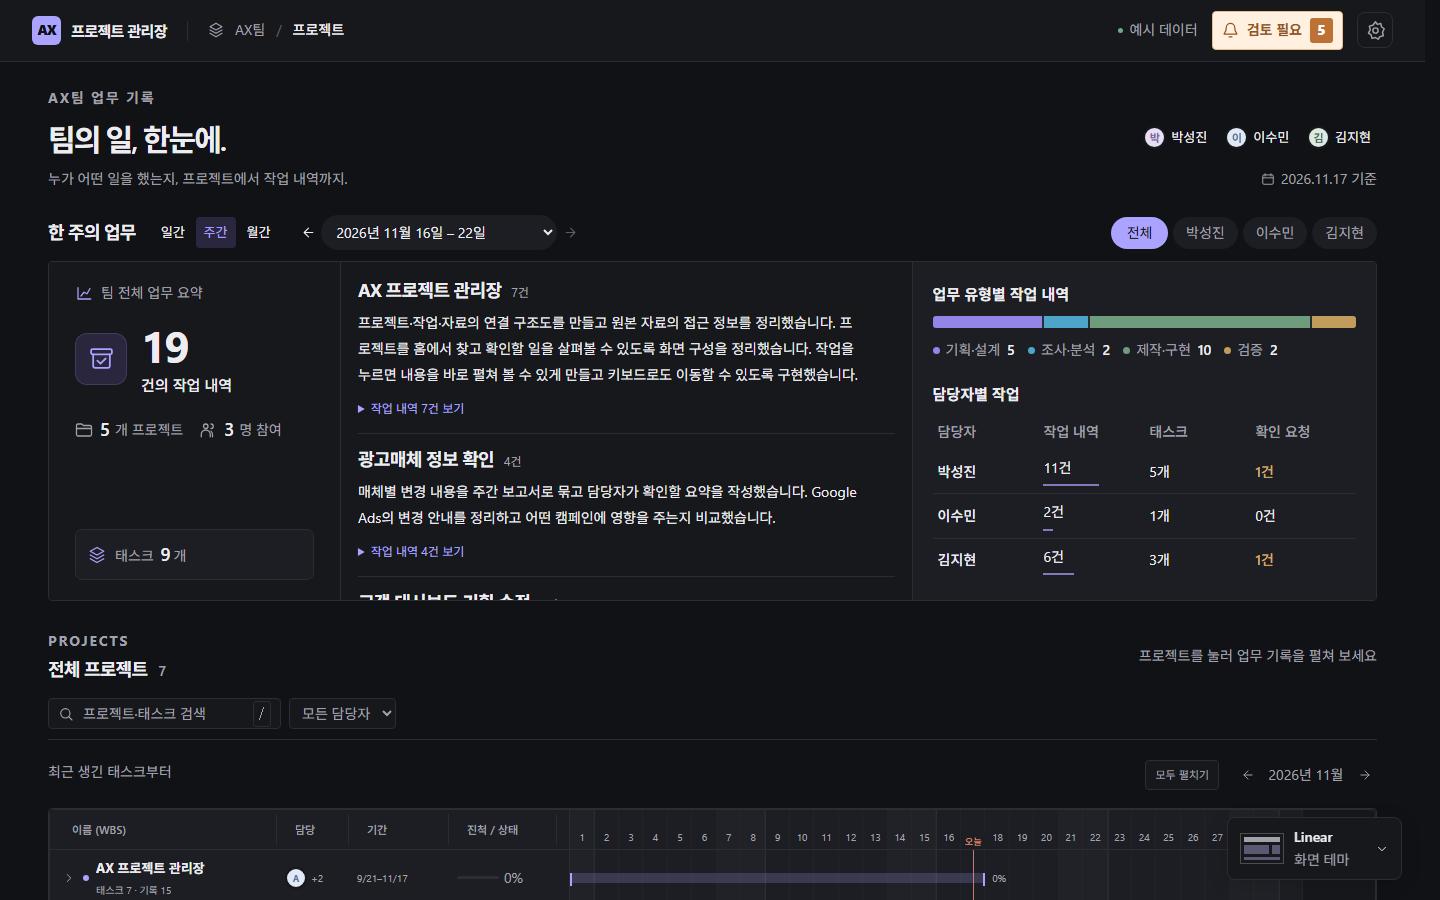 AX 프로젝트 관리장 AX팀 / 프로젝트 예시 데이터 검토 필요 5
AX팀 업무 기록
팀의 일, 한눈에.
박 박성진 이 이수민 김 김지현
누가 어떤 일을 했는지, 프로젝트에서 작업 내역까지.
2026.11.17 기준
한 주의 업무 일간 주간 월간 ← 2026년 11월 16일 – 22일 →
전체 박성진 이수민 김지현
팀 전체 업무 요약
19
건의 작업 내역
5 개 프로젝트 3 명 참여
태스크 9 개
AX 프로젝트 관리장 7건
프로젝트·작업·자료의 연결 구조도를 만들고 원본 자료의 접근 정보를 정리했습니다. 프
로젝트를 홈에서 찾고 확인할 일을 살펴볼 수 있도록 화면 구성을 정리했습니다. 작업을
누르면 내용을 바로 펼쳐 볼 수 있게 만들고 키보드로도 이동할 수 있도록 구현했습니다.
▶ 작업 내역 7건 보기
광고매체 정보 확인 4건
매체별 변경 내용을 주간 보고서로 묶고 담당자가 확인할 요약을 작성했습니다. Google
Ads의 변경 안내를 정리하고 어떤 캠페인에 영향을 주는지 비교했습니다.
▶ 작업 내역 4건 보기
업무 유형별 작업 내역
기획·설계 5 조사·분석 2 제작·구현 10 검증 2
담당자별 작업
담당자 작업 내역 태스크 확인 요청
박성진 11건 5개 1건
이수민 2건 1개 0건
김지현 6건 3개 1건
PROJECTS
전체 프로젝트 7
프로젝트를 눌러 업무 기록을 펼쳐 보세요
프로젝트·태스크 검색 / 모든 담당자
최근 생긴 태스크부터
모두 펼치기 ← 2026년 11월 →
이름 (WBS) 담당 기간 진척 / 상태 1 2 3 4 5 6 7 8 9 10 11 12 13 14 15 16 오늘 18 19 20 21 22 23 24 25 26 27
AX 프로젝트 관리장
태스크 7 · 기록 15
A +2 9/21–11/17 0% 0%
Linear
화면 테마